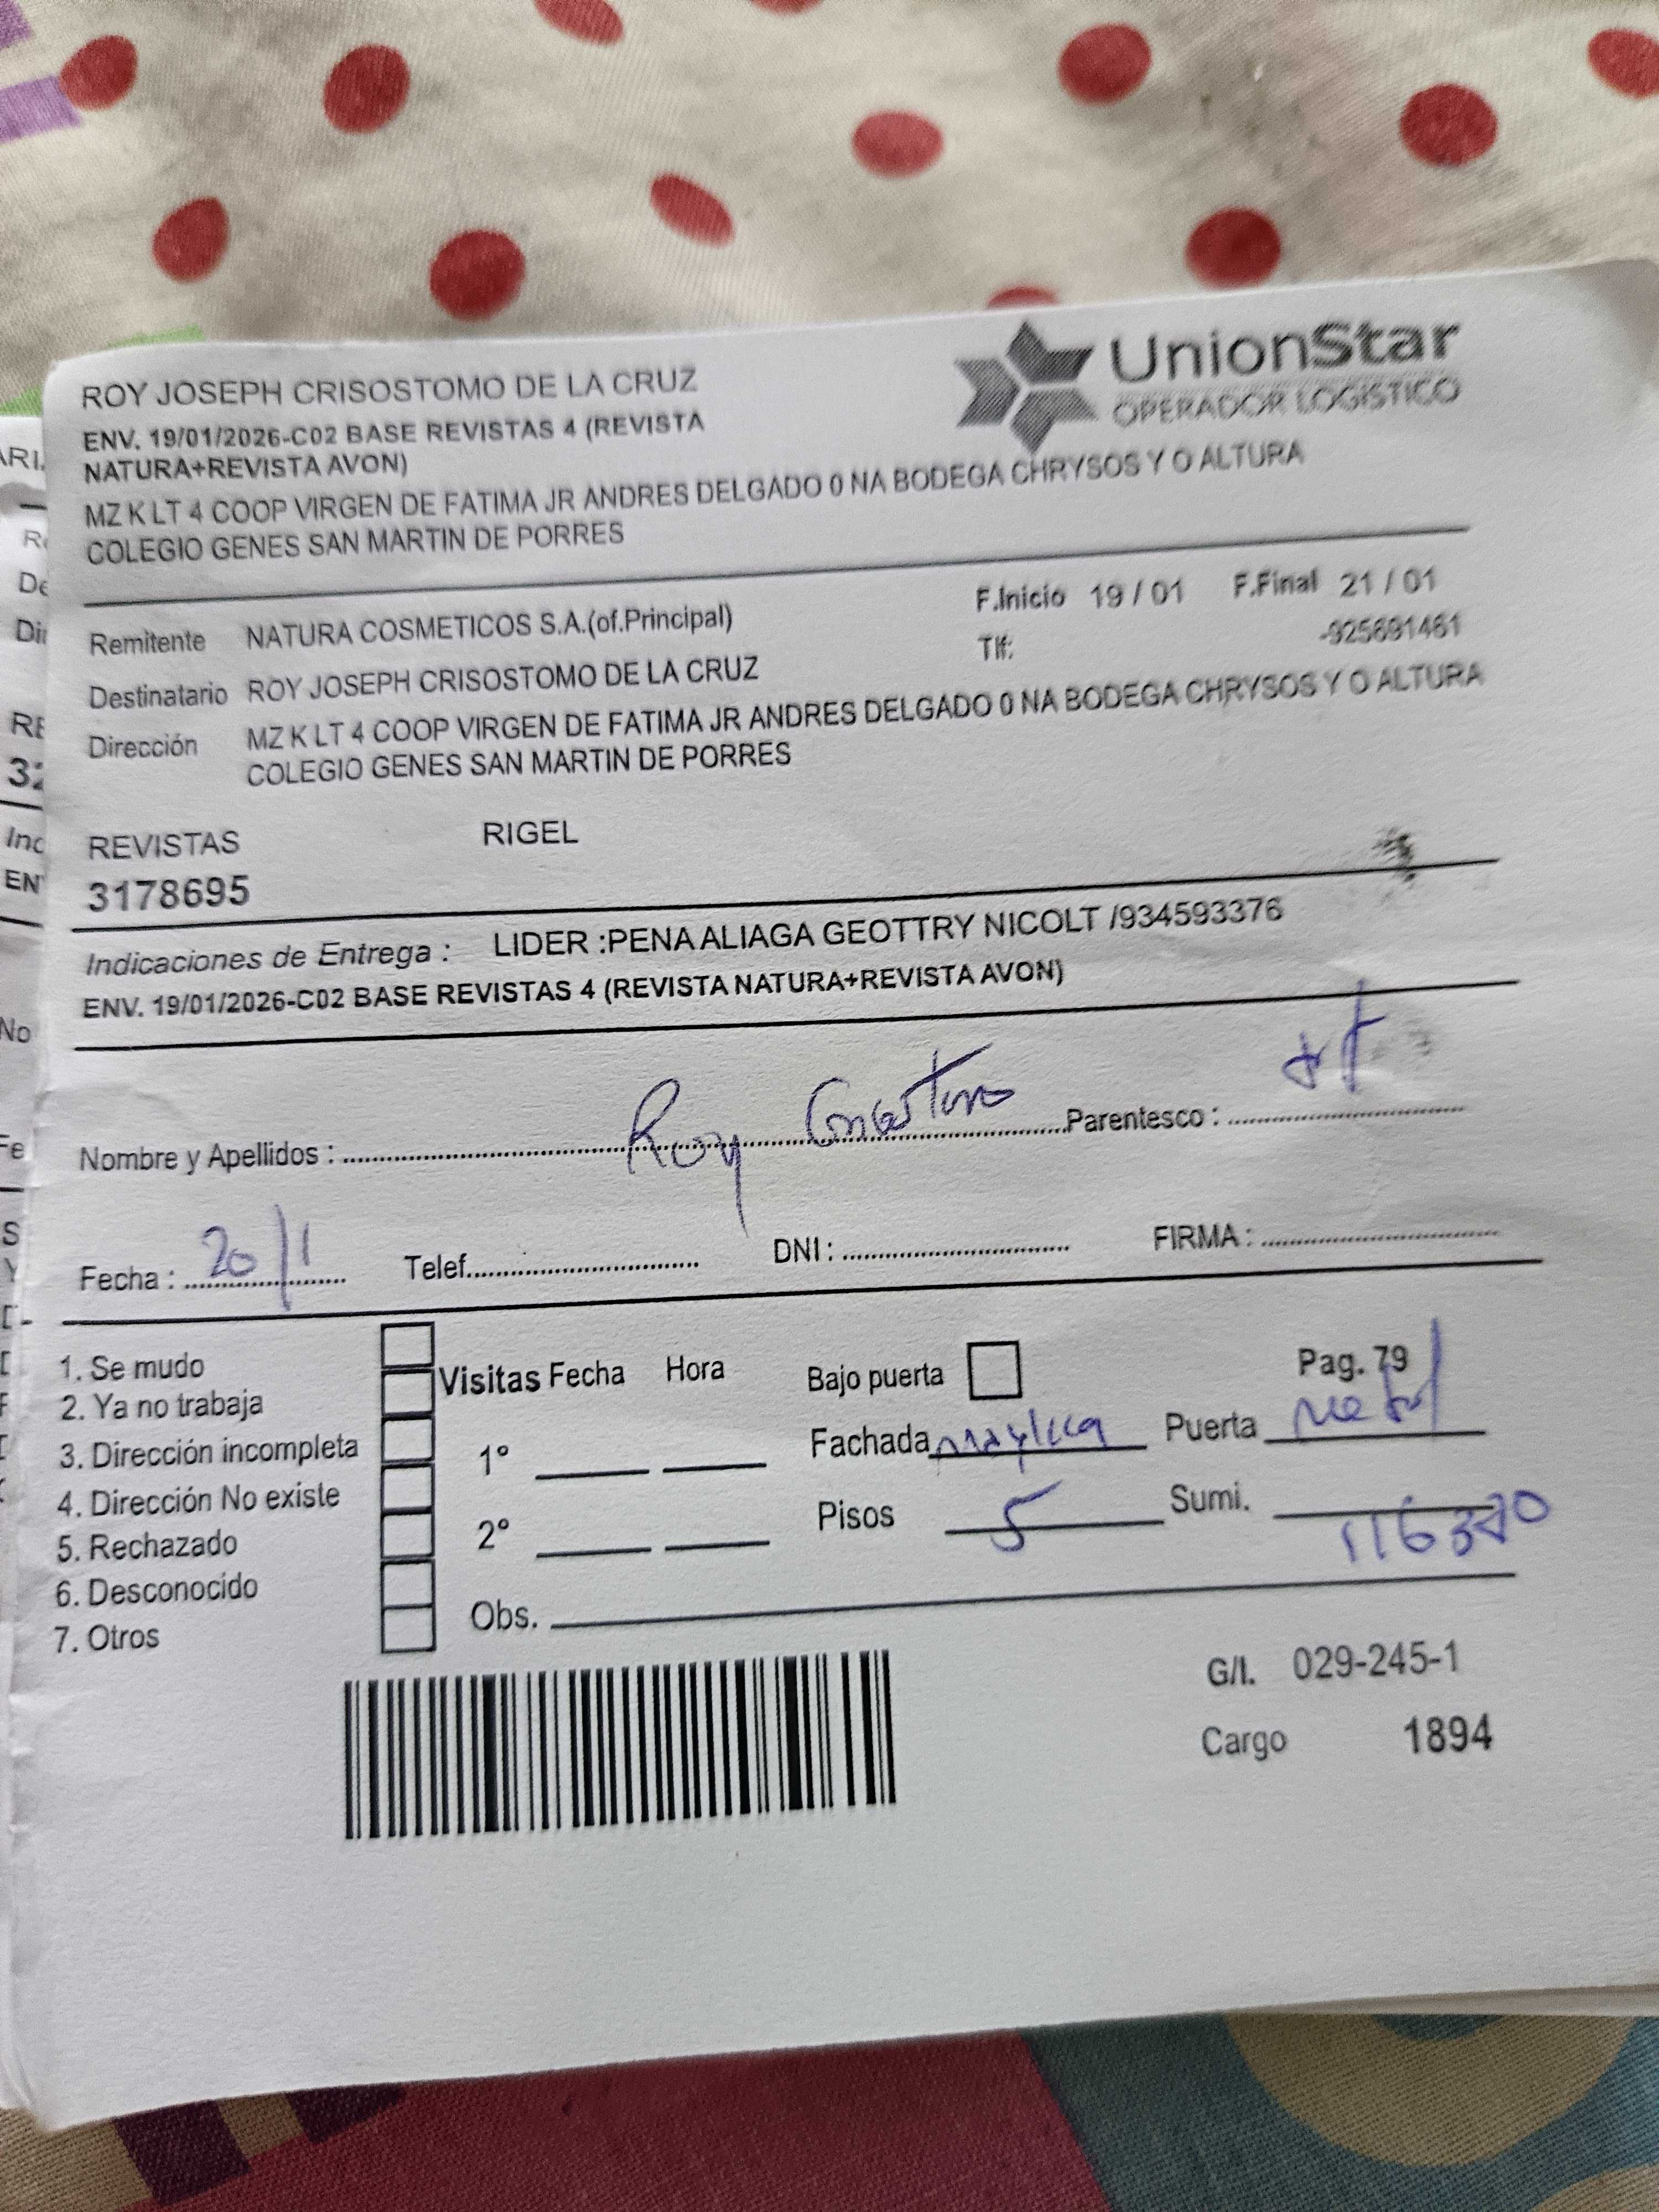 ROY JOSEPH CRISOSTOMO DE LA CRUZ
ENV. 19/01/2026-C02 BASE REVISTAS 4 (REVISTA
NATURA+REVISTA AVON)
MZ K LT 4 COOP VIRGEN DE FATIMA JR ANDRES DELGADO 0 NA BODEGA CHRYSOS Y O ALTURA
COLEGIO GENES SAN MARTIN DE PORRES
UnionStar
OPERADOR LOGISTICO
Remitente NATURA COSMETICOS S.A.(of.Principal) F.Inicio 19 / 01 F.Final 21 / 01
Destinatario ROY JOSEPH CRISOSTOMO DE LA CRUZ Tlf: -925691461
Dirección MZ K LT 4 COOP VIRGEN DE FATIMA JR ANDRES DELGADO 0 NA BODEGA CHRYSOS Y O ALTURA
COLEGIO GENES SAN MARTIN DE PORRES
REVISTAS RIGEL
3178695
Indicaciones de Entrega : LIDER :PENA ALIAGA GEOTTRY NICOLT /934593376
ENV. 19/01/2026-C02 BASE REVISTAS 4 (REVISTA NATURA+REVISTA AVON)
Nombre y Apellidos : Roy Parentesco :
Fecha : 20/1 Telef. DNI : FIRMA :
1. Se mudo
2. Ya no trabaja
3. Dirección incompleta
4. Dirección No existe
5. Rechazado
6. Desconocido
7. Otros
Visitas Fecha Hora
1°
2°
Obs.
Bajo puerta Pag. 79
Fachada Puerta
Pisos 5 Sumi.
G/I. 029-245-1
Cargo 1894